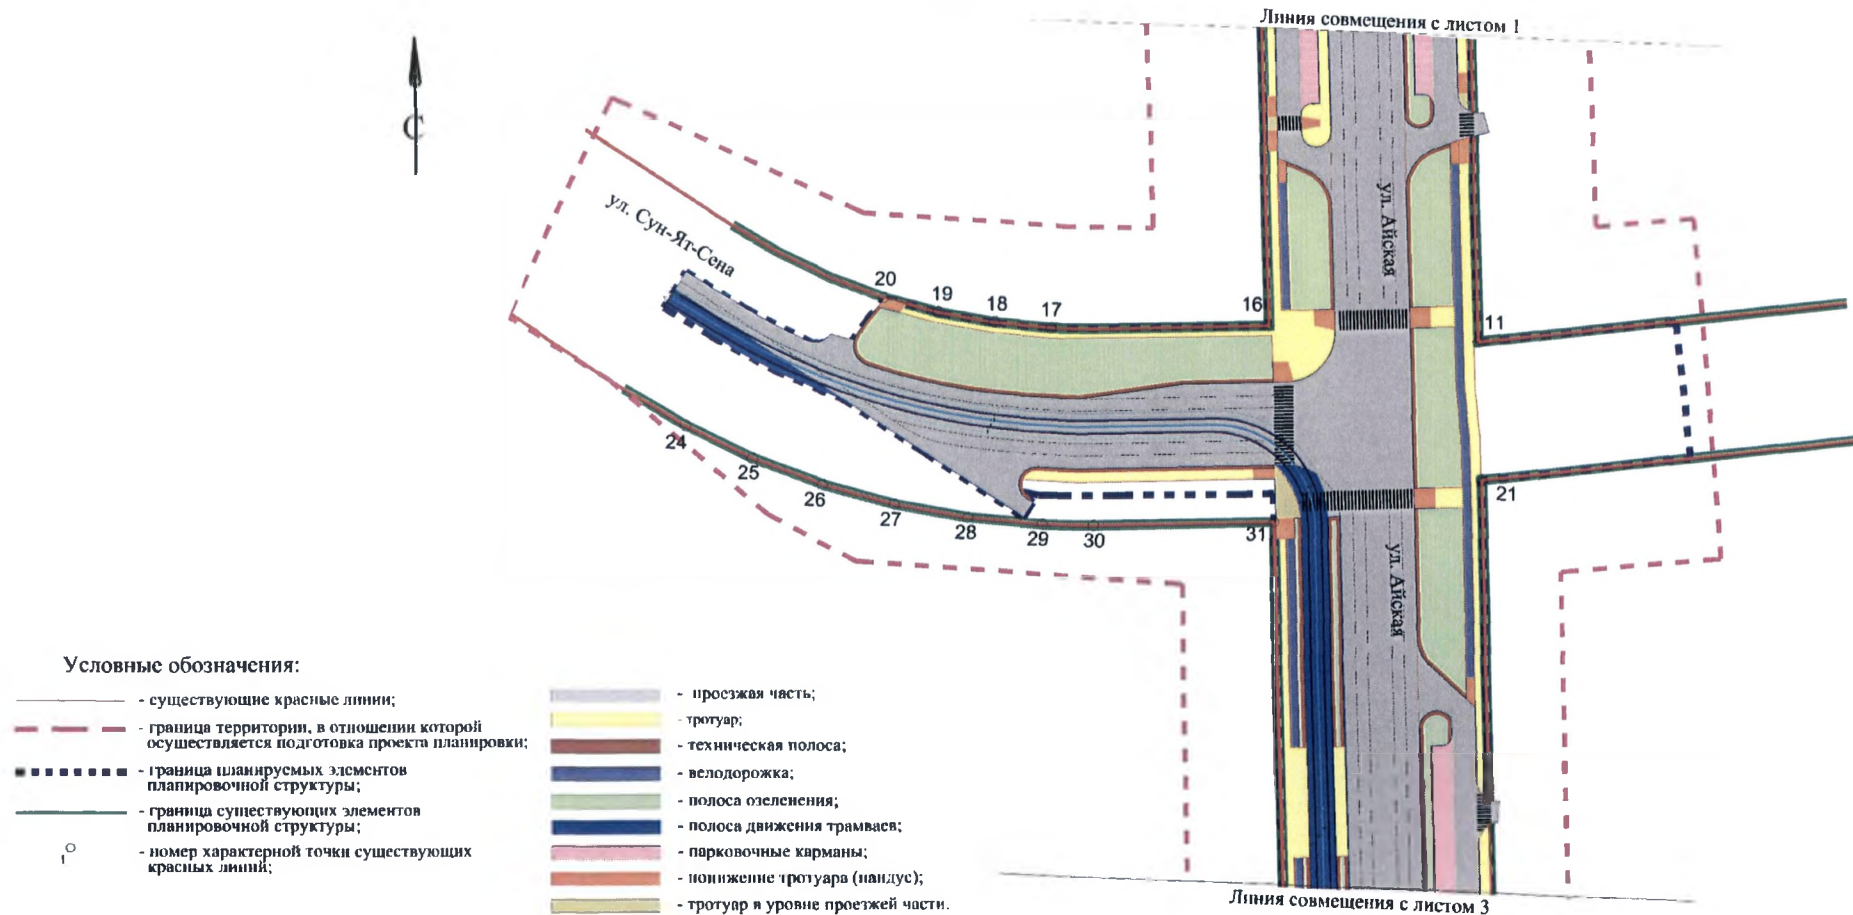 Линия совмещения с листом 1
С
ул. Сун-Ят-Сена
ул. Айская
20
19
18
17
16
11
24
25
26
27
28
29
30
31
21
ул. Айская
Условные обозначения:
- существующие красные линии;
- граница территории, в отношении которой
осуществляется подготовка проекта планировки;
- граница планируемых элементов
планировочной структуры;
- граница существующих элементов
планировочной структуры;
1
- номер характерной точки существующих
красных линий;
- проезжая часть;
- тротуар;
- техническая полоса;
- велодорожка;
- полоса озеленения;
- полоса движения трамваев;
- парковочные карманы;
- понижение тротуара (пандус);
- тротуар в уровне проезжей части.
Линия совмещения с листом 3